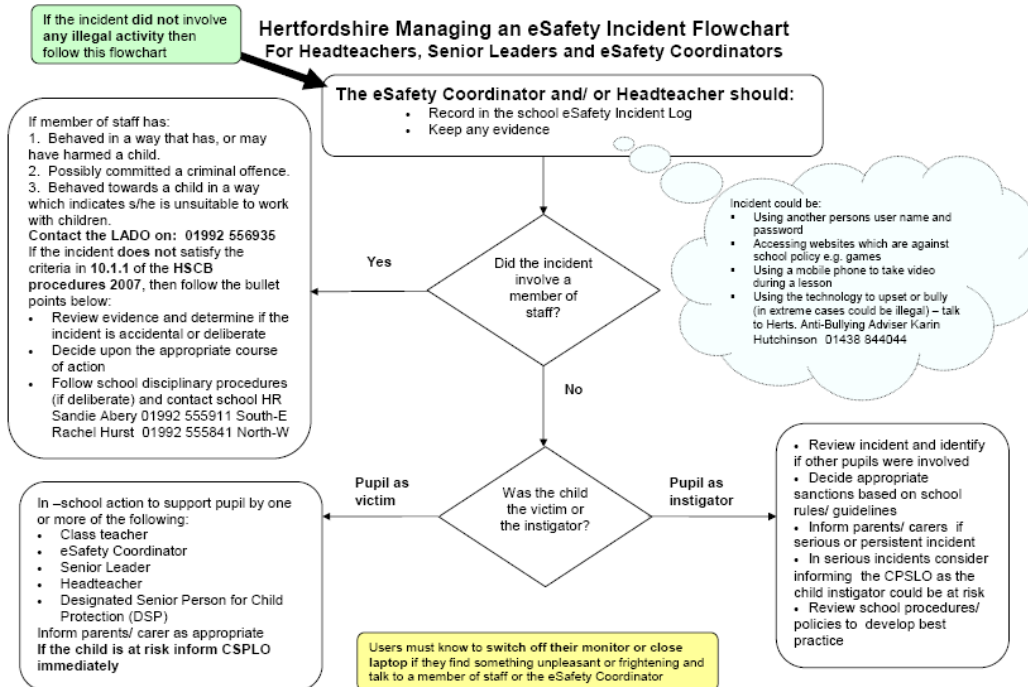 If the incident did not involve
any illegal activity then
follow this flowchart
Hertfordshire Managing an eSafety Incident Flowchart
For Headteachers, Senior Leaders and eSafety Coordinators
The eSafety Coordinator and/ or Headteacher should:
• Record in the school eSafety Incident Log
• Keep any evidence
If member of staff has:
1. Behaved in a way that has, or may
have harmed a child.
2. Possibly committed a criminal offence.
3. Behaved towards a child in a way
which indicates s/he is unsuitable to work
with children.
Contact the LADO on: 01992 556935
If the incident does not satisfy the
criteria in 10.1.1 of the HSCB
procedures 2007, then follow the bullet
points below:
• Review evidence and determine if the
incident is accidental or deliberate
• Decide upon the appropriate course
of action
• Follow school disciplinary procedures
(if deliberate) and contact school HR
Sandie Abery 01992 555911 South-E
Rachel Hurst 01992 555841 North-W
Yes
Did the incident
involve a
member of
staff?
Incident could be:
▪ Using another persons user name and
password
▪ Accessing websites which are against
school policy e.g. games
▪ Using a mobile phone to take video
during a lesson
▪ Using the technology to upset or bully
(in extreme cases could be illegal) – talk
to Herts. Anti-Bullying Adviser Karin
Hutchinson 01438 844044
No
Pupil as
victim
Was the child
the victim or
the instigator?
Pupil as
instigator
In –school action to support pupil by one
or more of the following:
• Class teacher
• eSafety Coordinator
• Senior Leader
• Headteacher
• Designated Senior Person for Child
Protection (DSP)
Inform parents/ carer as appropriate
If the child is at risk inform CSPLO
immediately
• Review incident and identify
if other pupils were involved
• Decide appropriate
sanctions based on school
rules/ guidelines
• Inform parents/ carers if
serious or persistent incident
• In serious incidents consider
informing the CPSLO as the
child instigator could be at risk
• Review school procedures/
policies to develop best
practice
Users must know to switch off their monitor or close
laptop if they find something unpleasant or frightening and
talk to a member of staff or the eSafety Coordinator